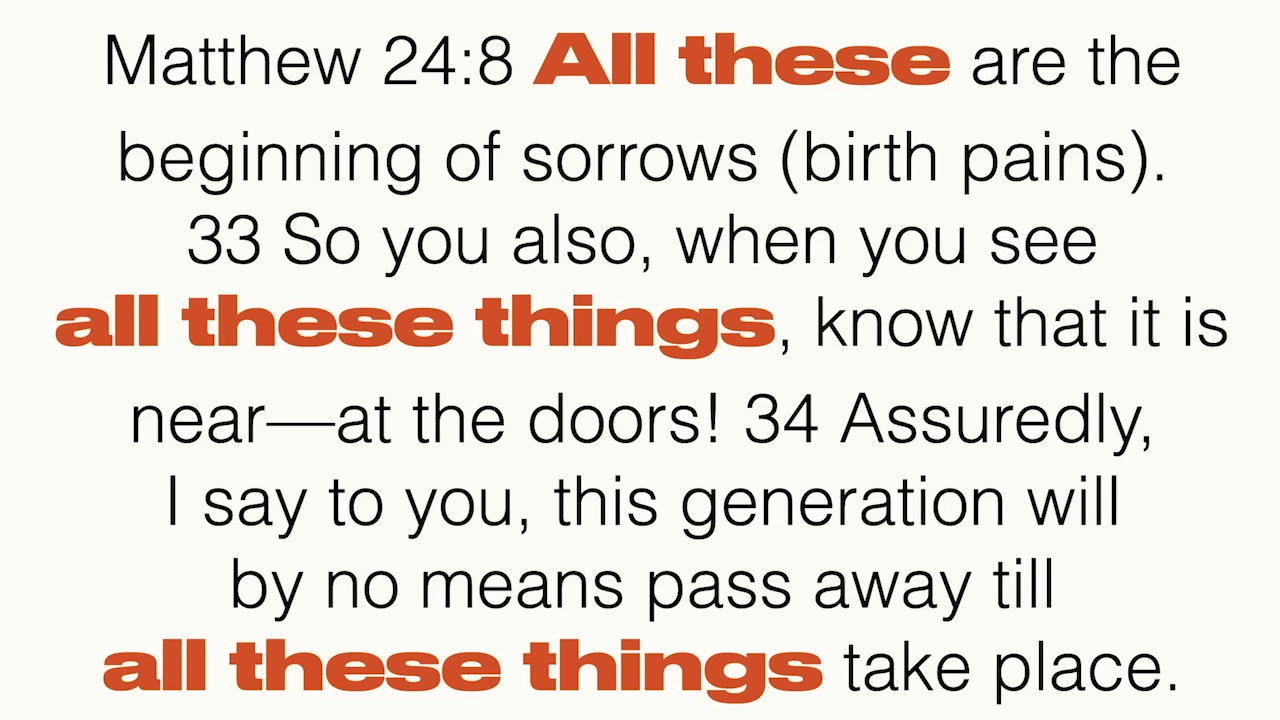 Matthew 24:8 All these are the
beginning of sorrows (birth pains).
33 So you also, when you see
all these things, know that it is
near—at the doors! 34 Assuredly,
I say to you, this generation will
by no means pass away till
all these things take place.